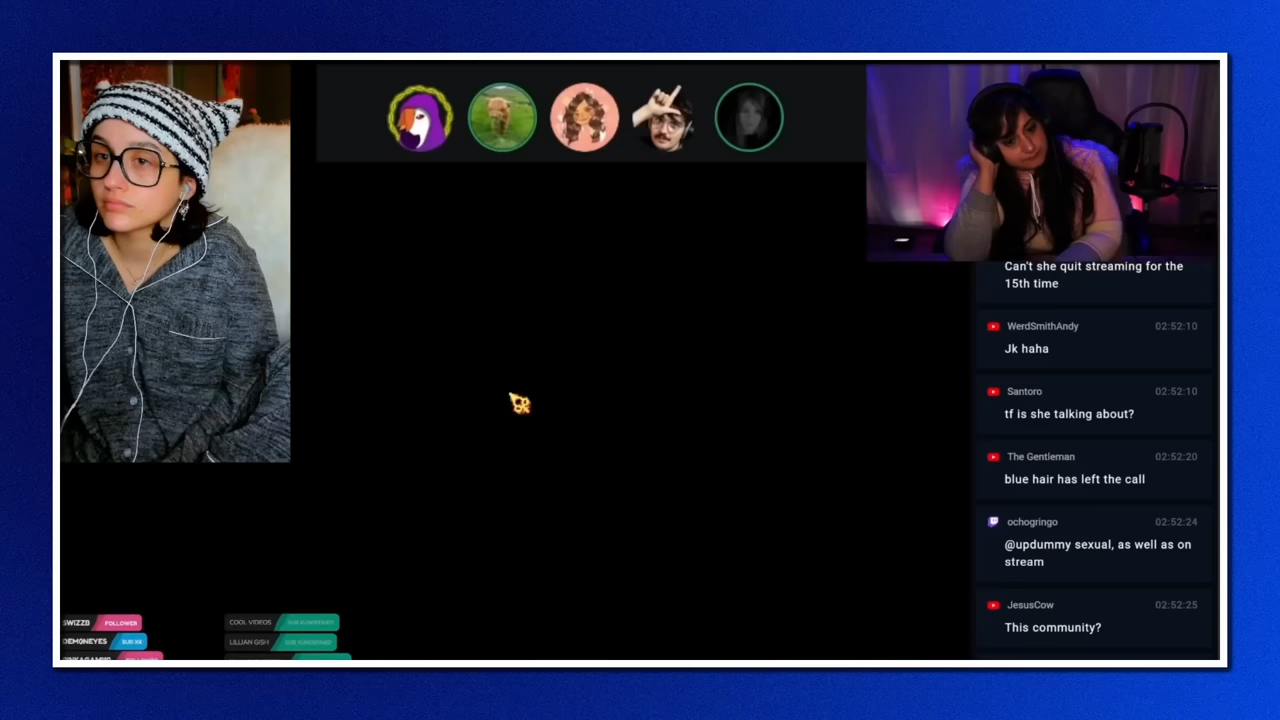 Can't she quit streaming for the
15th time
WerdSmithAndy 02:52:10
Jk haha
Santoro 02:52:10
tf is she talking about?
The Gentleman 02:52:20
blue hair has left the call
ochogringo 02:52:24
@updummy sexual, as well as on
stream
JesusCow 02:52:25
This community?
SWIZZB FOLLOWER
DEMONEYES
COOL VIDEOS
LILLIAN GISH